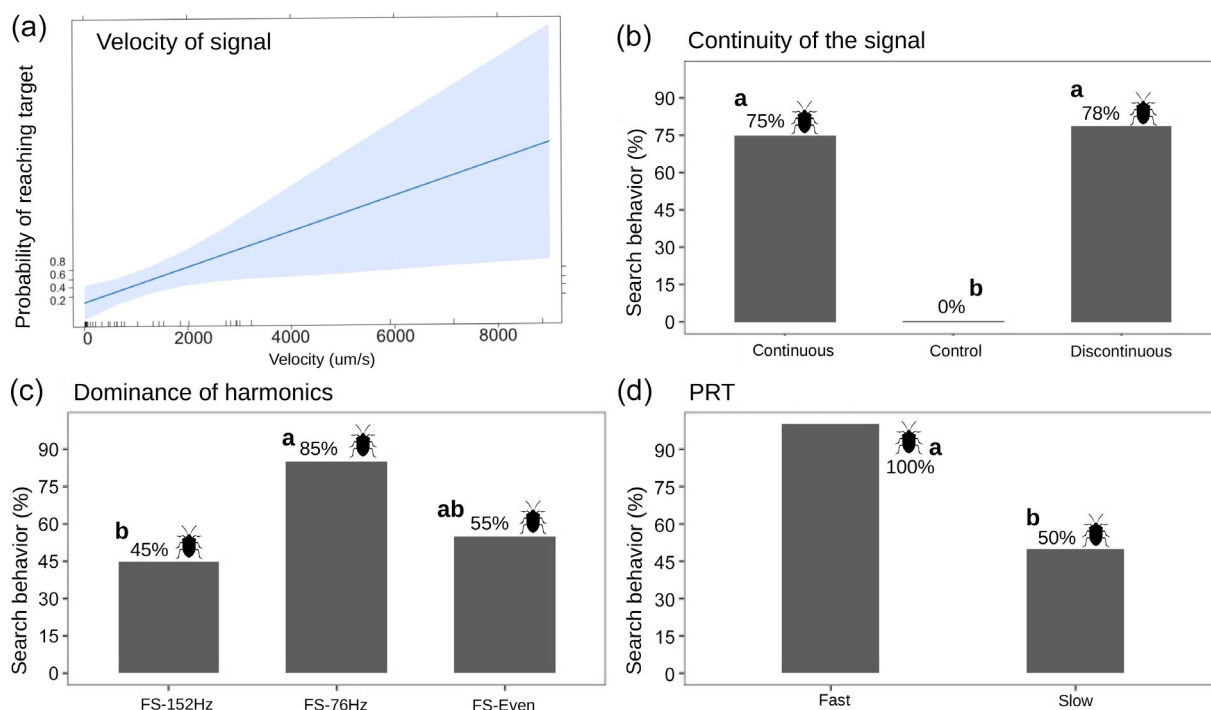 (a)
Velocity of signal
Probability of reaching target
0.8
0.6
0.4
0.2
0
2000
4000
6000
8000
Velocity (um/s)
(b) Continuity of the signal
Search behavior (%)
90
75
60
45
30
15
0
a
75%
b
0%
a
78%
Continuous
Control
Discontinuous
(c) Dominance of harmonics
Search behavior (%)
90
75
60
45
30
15
0
b
45%
a
85%
ab
55%
FS-152Hz
FS-76Hz
FS-Even
(d) PRT
Search behavior (%)
90
75
60
45
30
15
0
a
100%
b
50%
Fast
Slow